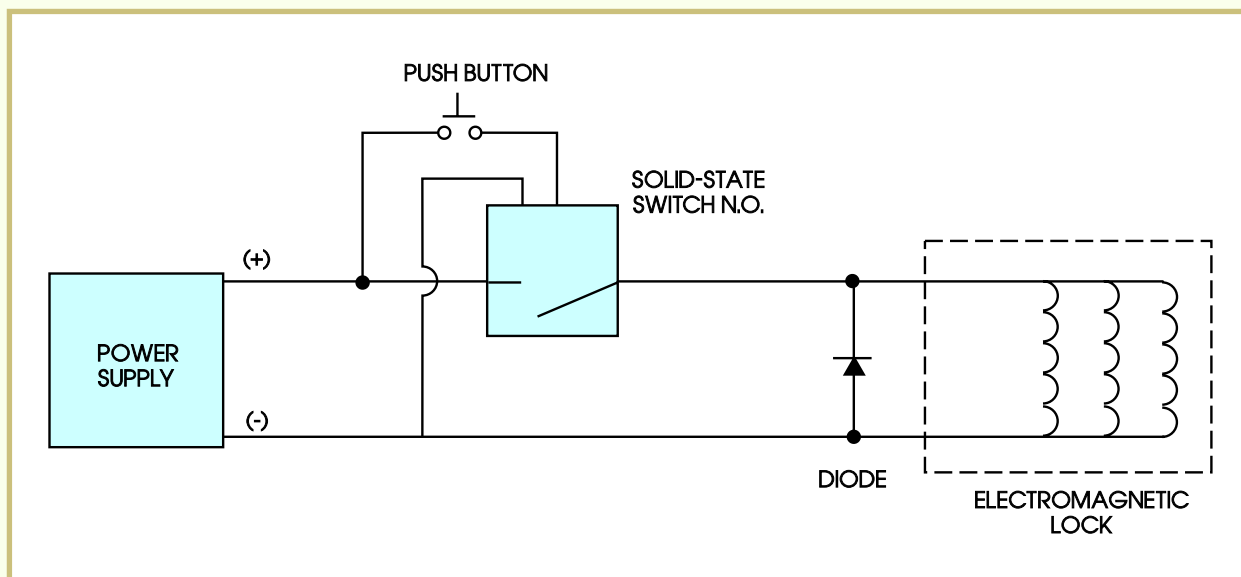 PUSH BUTTON
SOLID-STATE
SWITCH N.O.
(+)
POWER
SUPPLY
(-)
DIODE
ELECTROMAGNETIC
LOCK